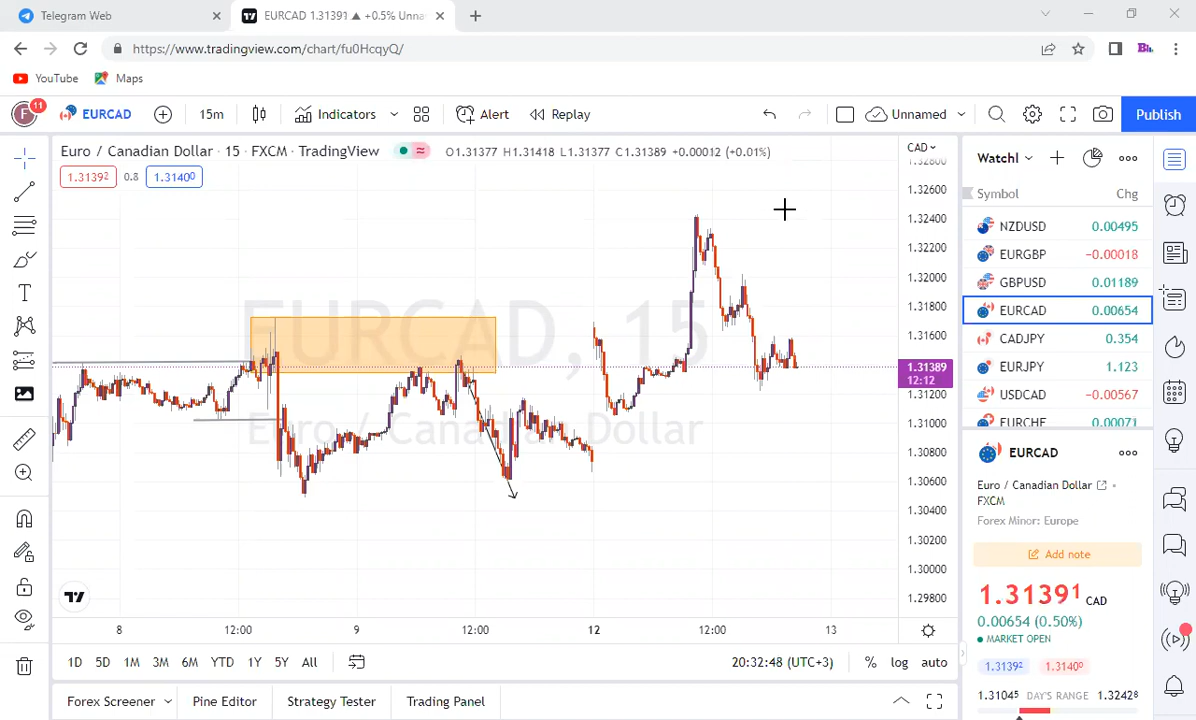 Telegram Web
EURCAD 1.31391 ▲ +0.5% Unna
https://www.tradingview.com/chart/fu0HcqyQ/
YouTube Maps
F 11 EURCAD 15m Indicators Alert Replay Unnamed Publish
Euro / Canadian Dollar · 15 · FXCM · TradingView O1.31377 H1.31418 L1.31377 C1.31389 +0.00012 (+0.01%)
1.31392 0.8 1.31400
CAD
1.32800
1.32600
1.32400
1.32200
1.32000
1.31800
1.31600
1.31389
12:12
1.31200
1.31000
1.30800
1.30600
1.30400
1.30200
1.30000
1.29800
EURCAD, 15
Euro / Canadian Dollar
8 12:00 9 12:00 12 12:00 13
1D 5D 1M 3M 6M YTD 1Y 5Y All 20:32:48 (UTC+3) % log auto
Forex Screener Pine Editor Strategy Tester Trading Panel
Watchl
Symbol Chg
NZDUSD 0.00495
EURGBP −0.00018
GBPUSD 0.01189
EURCAD 0.00654
CADJPY 0.354
EURJPY 1.123
USDCAD −0.00567
EURCHF 0.00071
EURCAD
Euro / Canadian Dollar ·
FXCM
Forex Minor: Europe
Add note
1.31391 CAD
0.00654 (0.50%)
MARKET OPEN
1.31392 1.31400
1.31045 DAY'S RANGE 1.32428